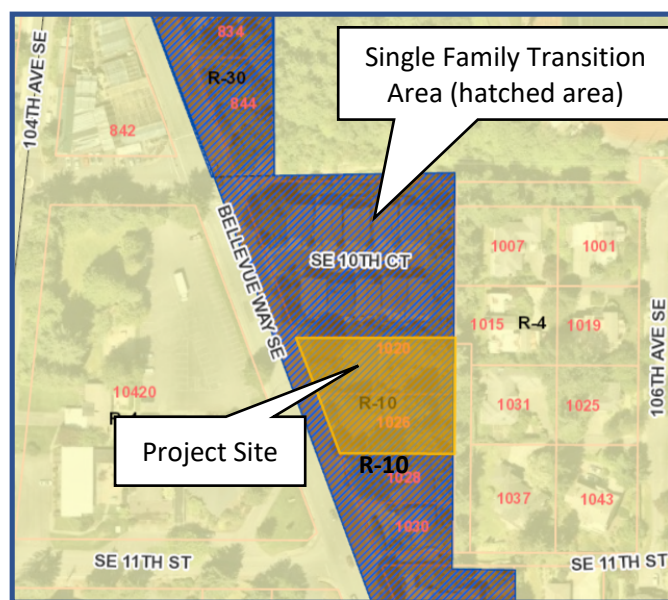 834
R-30
844
104TH AVE SE
842
Single Family Transition
Area (hatched area)
BELLEVUE WAY SE
SE 10TH CT
1007
1001
1015
R-4
1019
106TH AVE SE
1020
10420
R-10
1026
1031
1025
Project Site
R-10
1028
1037
1043
SE 11TH ST
SE 11TH ST